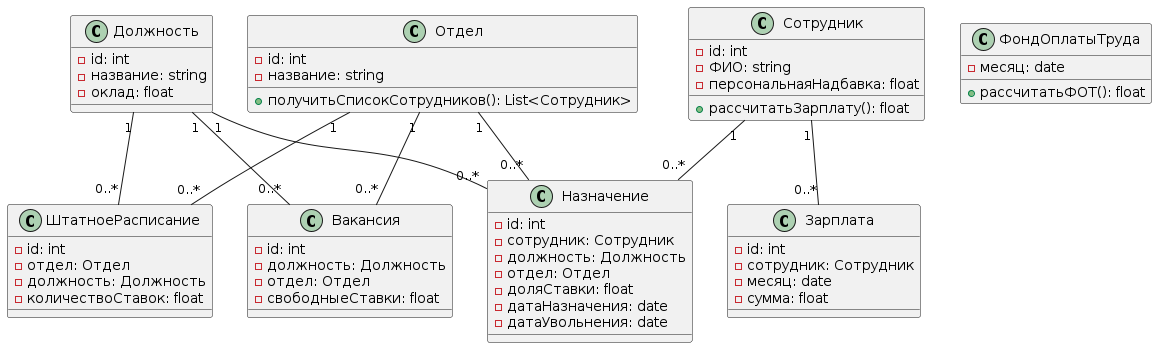 C Должность
id: int
название: string
оклад: float
C Отдел
id: int
название: string
получитьСписокСотрудников(): List<Сотрудник>
C Сотрудник
id: int
ФИО: string
персональнаяНадбавка: float
рассчитатьЗарплату(): float
C ФондОплатыТруда
месяц: date
рассчитатьФОТ(): float
1
1
1
1
1
1
1
1
0..*
0..*
0..*
0..*
0..*
0..*
0..*
0..*
C ШтатноеРасписание
id: int
отдел: Отдел
должность: Должность
количествоСтавок: float
C Вакансия
id: int
должность: Должность
отдел: Отдел
свободныеСтавки: float
C Назначение
id: int
сотрудник: Сотрудник
должность: Должность
отдел: Отдел
доляСтавки: float
датаНазначения: date
датаУвольнения: date
C Зарплата
id: int
сотрудник: Сотрудник
месяц: date
сумма: float